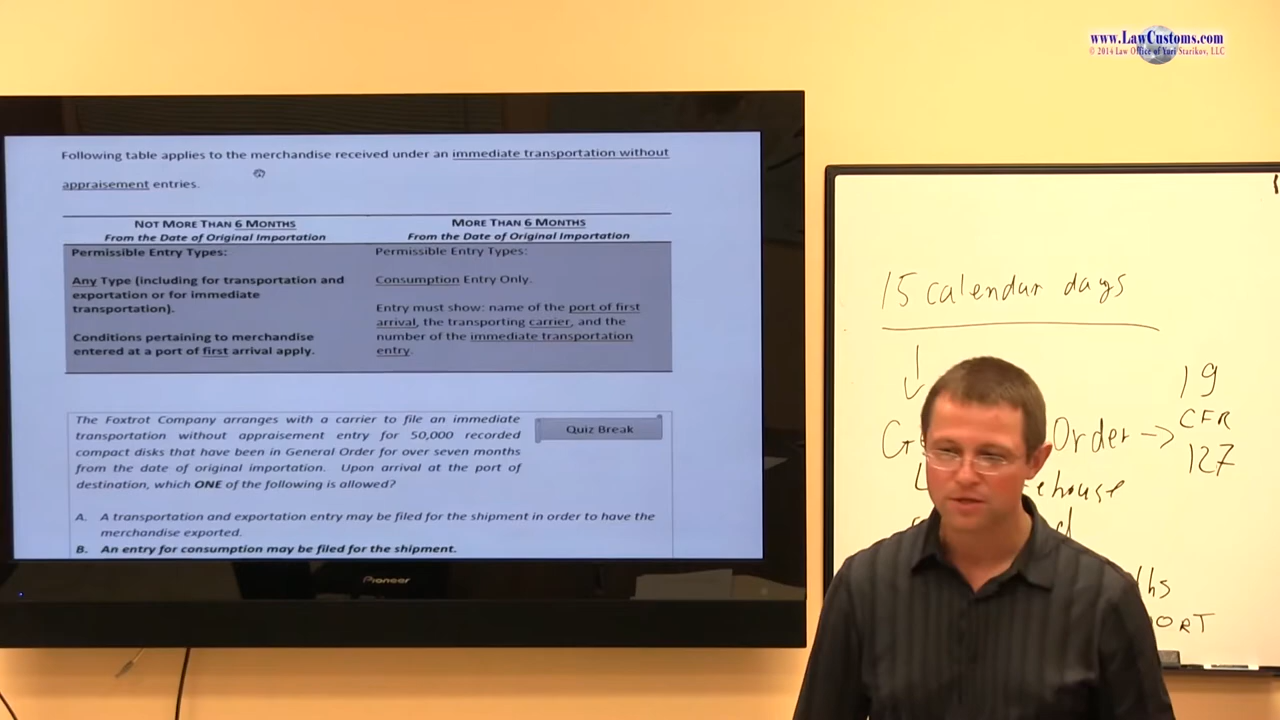 www.LawCustoms.com
© 2014 Law Office of Yuri Starikov, LLC
Following table applies to the merchandise received under an immediate transportation without
appraisement entries.
NOT MORE THAN 6 MONTHS
From the Date of Original Importation
MORE THAN 6 MONTHS
From the Date of Original Importation
Permissible Entry Types:
Any Type (including for transportation and
exportation or for immediate
transportation).
Conditions pertaining to merchandise
entered at a port of first arrival apply.
Permissible Entry Types:
Consumption Entry Only.
Entry must show: name of the port of first
arrival, the transporting carrier, and the
number of the immediate transportation
entry.
The Foxtrot Company arranges with a carrier to file an immediate
transportation without appraisement entry for 50,000 recorded
compact disks that have been in General Order for over seven months
from the date of original importation. Upon arrival at the port of
destination, which ONE of the following is allowed?
Quiz Break
A. A transportation and exportation entry may be filed for the shipment in order to have the
merchandise exported.
B. An entry for consumption may be filed for the shipment.
Pioneer
15 calendar days
Order → 19
CFR
127